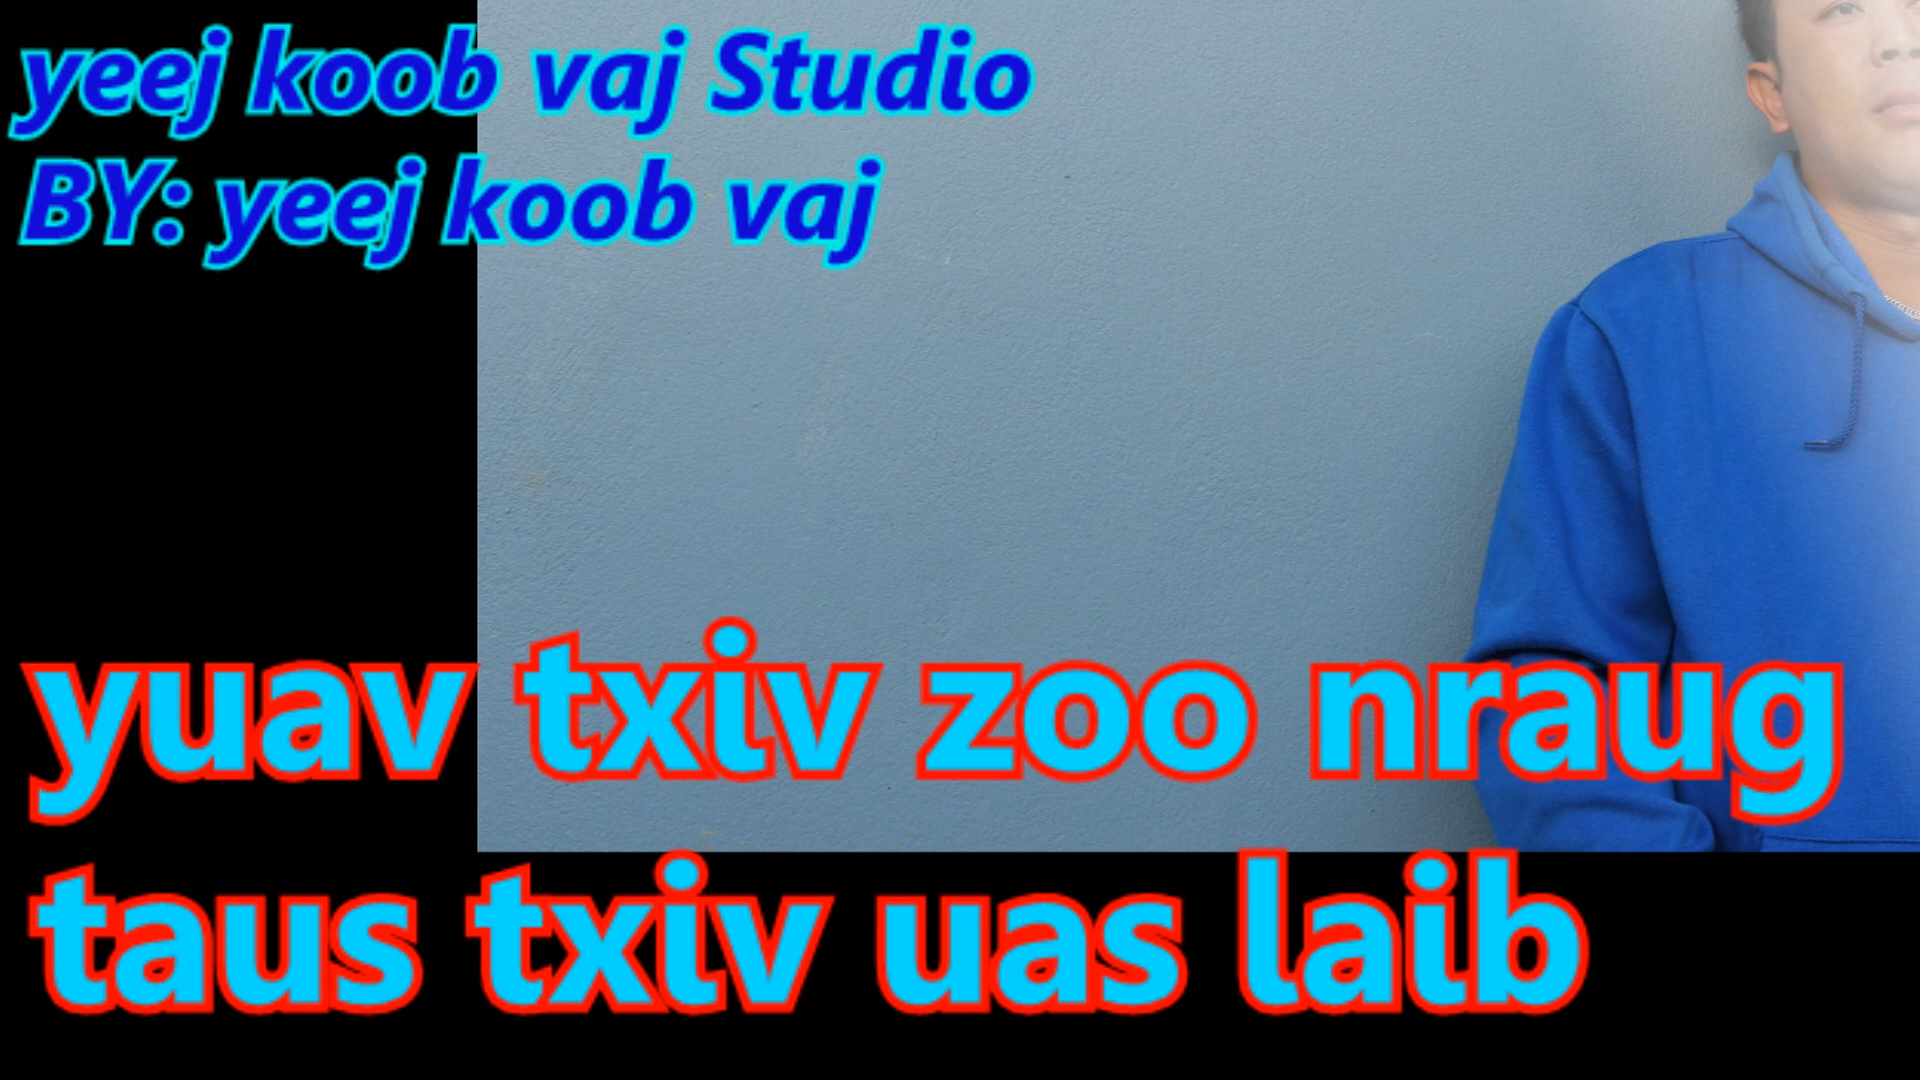 yeej koob vaj Studio
BY: yeej koob vaj
yuav txiv zoo nraug
taus txiv uas laib